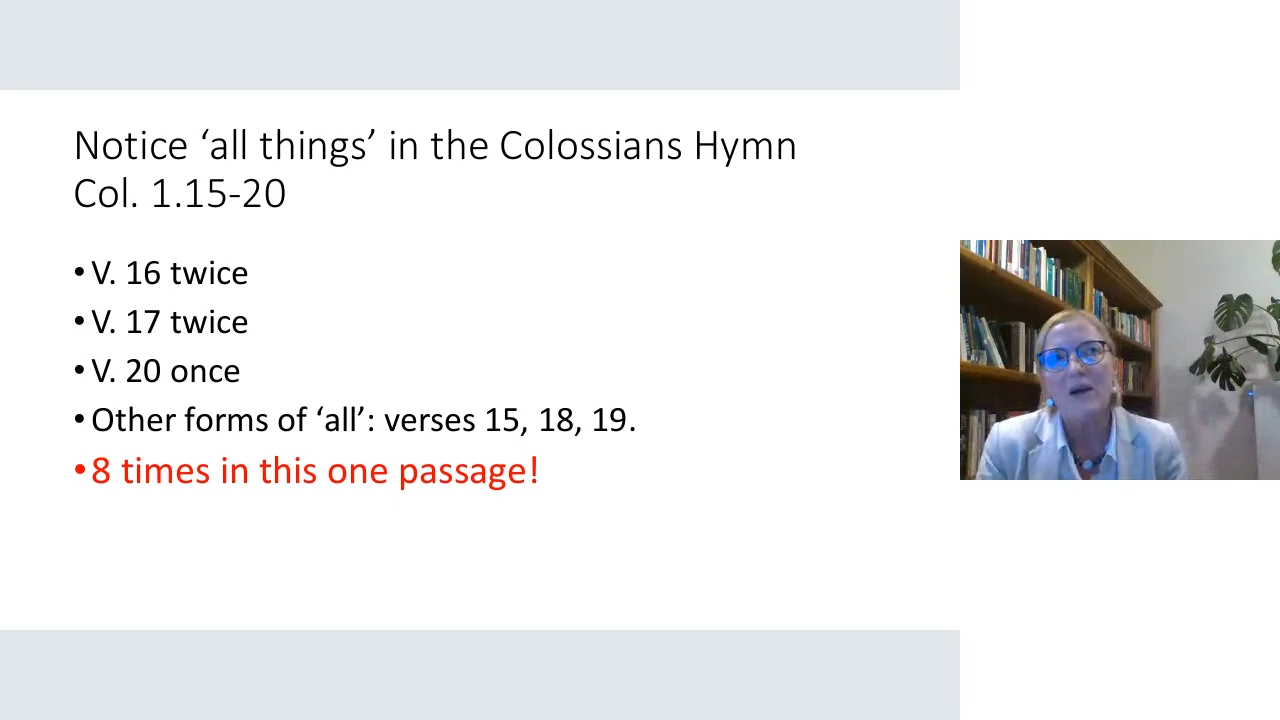 Notice ‘all things’ in the Colossians Hymn
Col. 1.15-20
•V. 16 twice
•V. 17 twice
•V. 20 once
•Other forms of ‘all’: verses 15, 18, 19.
•8 times in this one passage!